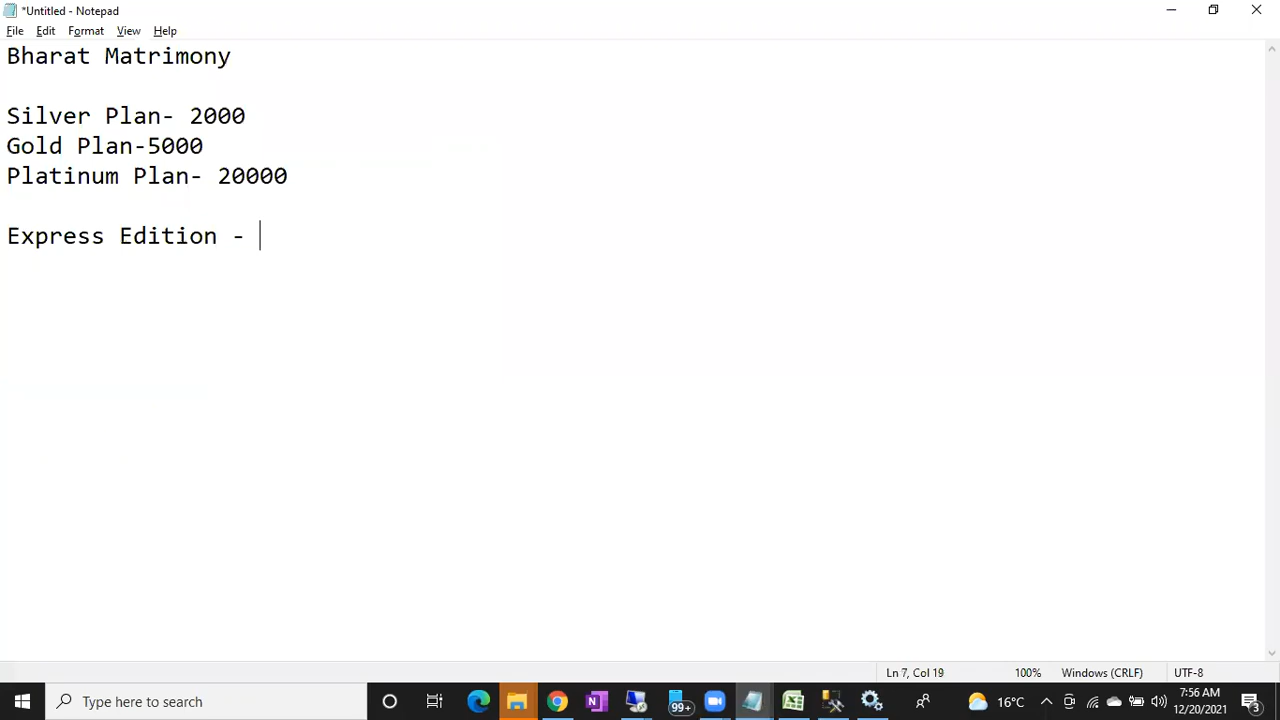 *Untitled - Notepad
File Edit Format View Help
Bharat Matrimony
Silver Plan- 2000
Gold Plan-5000
Platinum Plan- 20000
Express Edition -
Ln 7, Col 19 100% Windows (CRLF) UTF-8
Type here to search 99+ 16°C 7:56 AM
12/20/2021 3